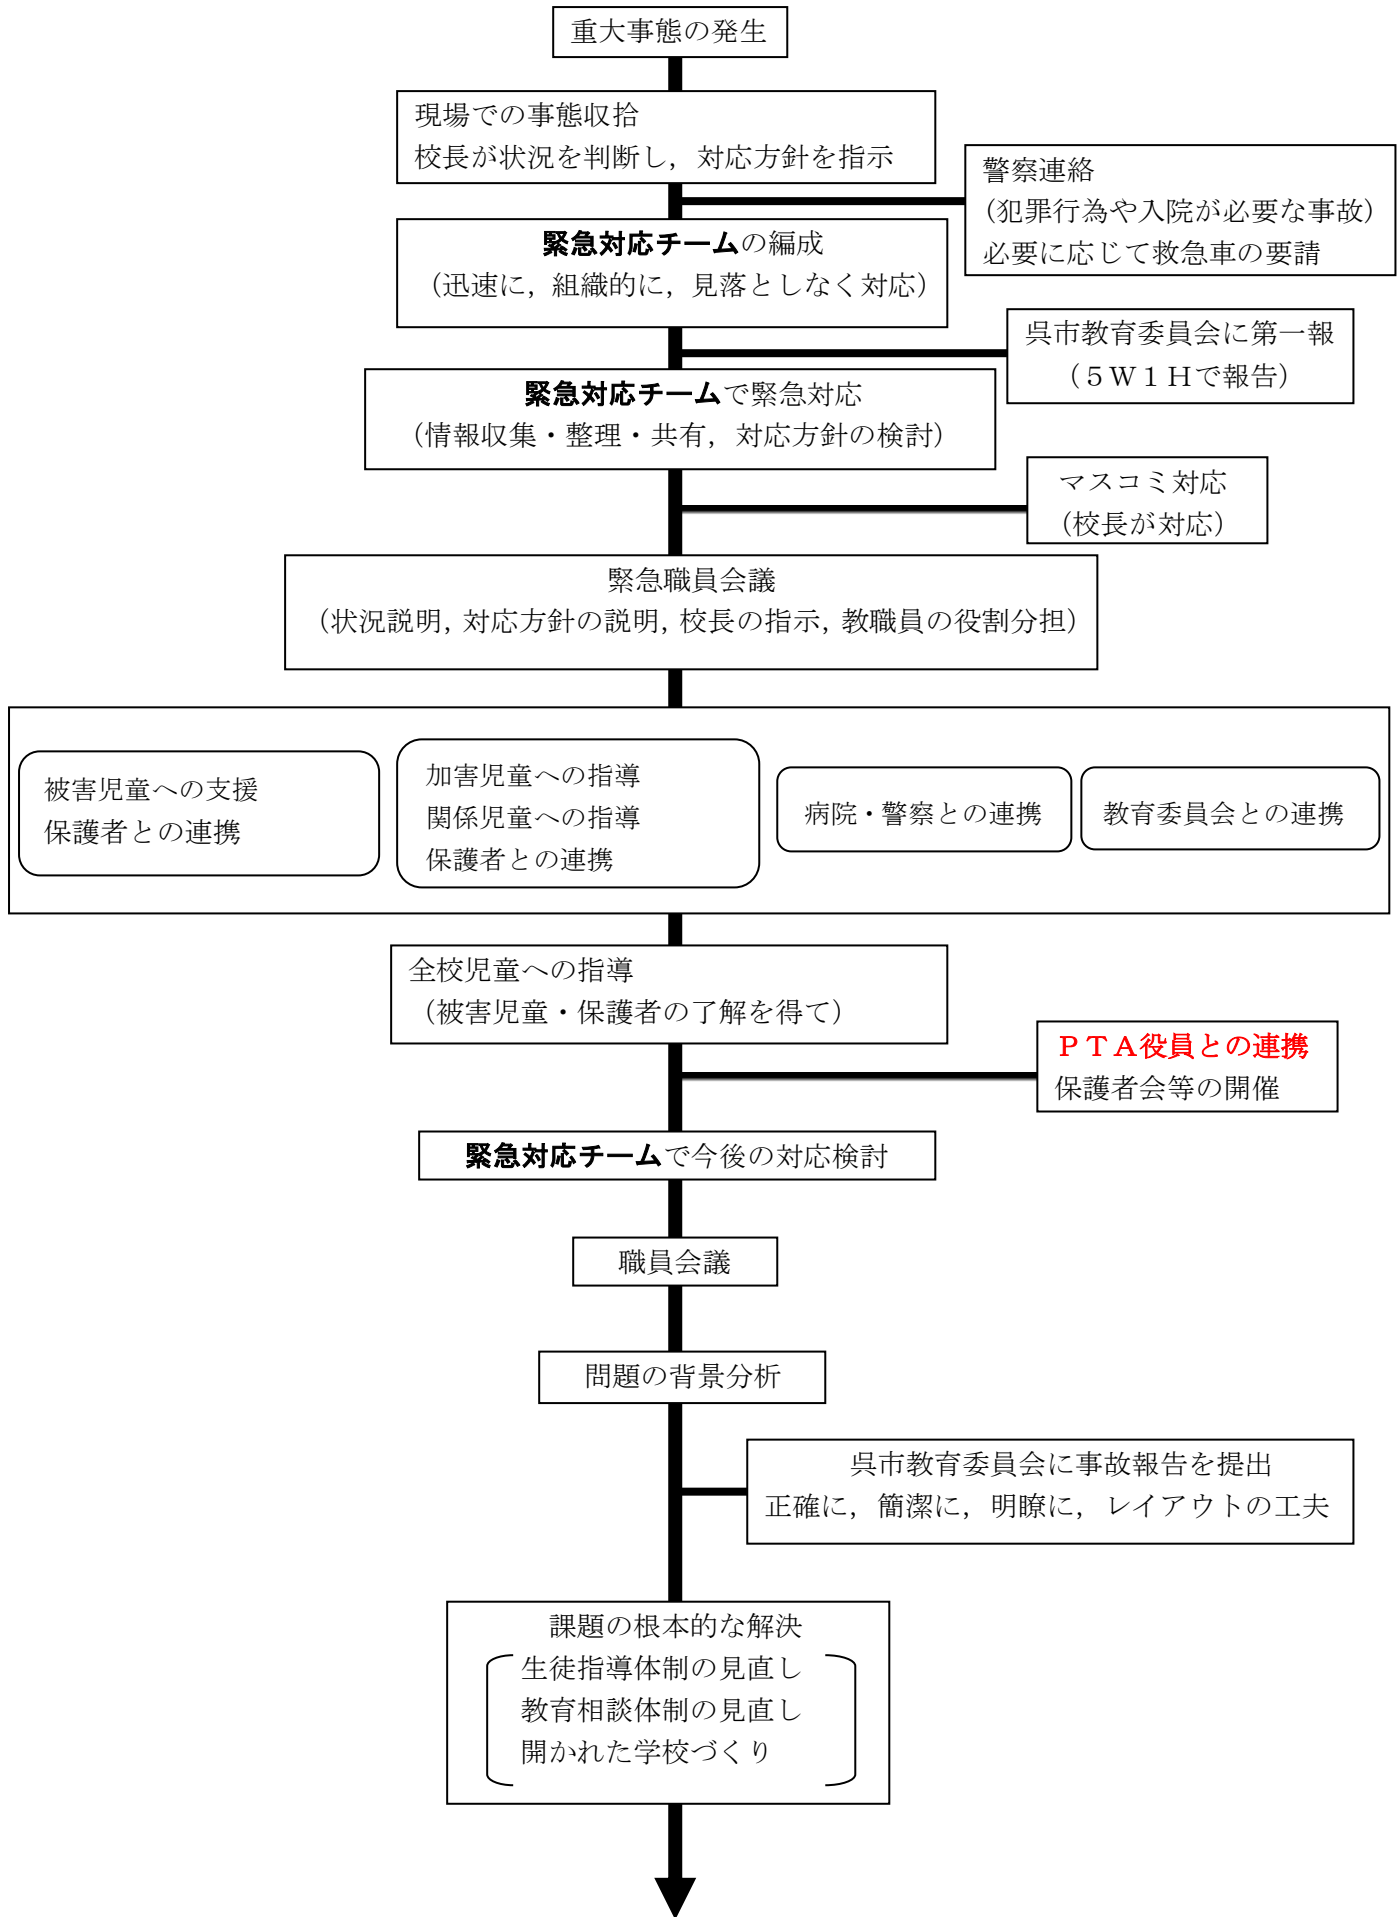 重大事態の発生
現場での事態収拾
校長が状況を判断し，対応方針を指示
警察連絡
（犯罪行為や入院が必要な事故）
必要に応じて救急車の要請
緊急対応チームの編成
（迅速に，組織的に，見落としなく対応）
呉市教育委員会に第一報
（５Ｗ１Ｈで報告）
緊急対応チームで緊急対応
（情報収集・整理・共有，対応方針の検討）
マスコミ対応
（校長が対応）
緊急職員会議
（状況説明，対応方針の説明，校長の指示，教職員の役割分担）
被害児童への支援
保護者との連携
加害児童への指導
関係児童への指導
保護者との連携
病院・警察との連携
教育委員会との連携
全校児童への指導
（被害児童・保護者の了解を得て）
ＰＴＡ役員との連携
保護者会等の開催
緊急対応チームで今後の対応検討
職員会議
問題の背景分析
呉市教育委員会に事故報告を提出
正確に，簡潔に，明瞭に，レイアウトの工夫
課題の根本的な解決
生徒指導体制の見直し
教育相談体制の見直し
開かれた学校づくり